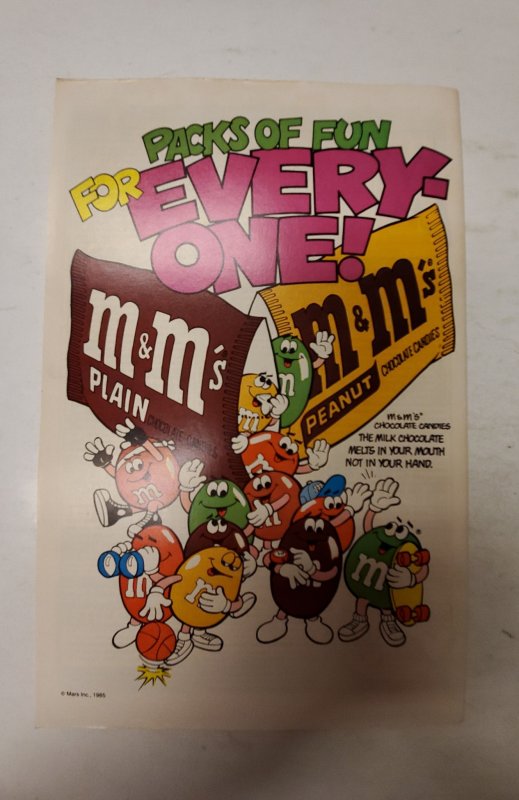 PACKS OF FUN
FOR EVERY-
ONE!
m&m's
PLAIN
CHOCOLATE CANDIES
m&m's®
PEANUT
CHOCOLATE CANDIES
m&m's®
CHOCOLATE CANDIES
THE MILK CHOCOLATE
MELTS IN YOUR MOUTH
NOT IN YOUR HAND.
m
m
m
m
m
m
m
© Mars Inc., 1985